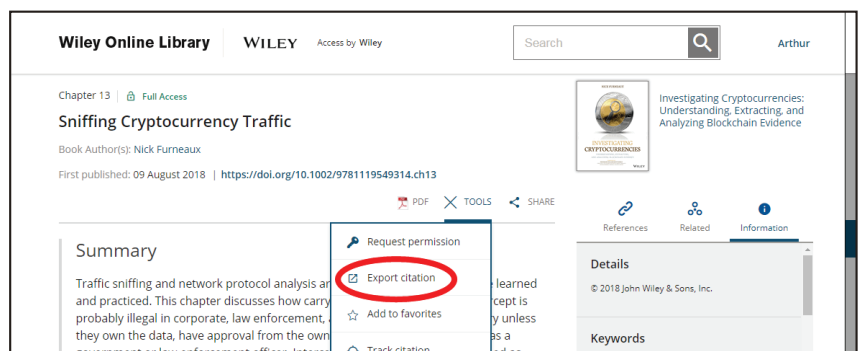 Wiley Online Library WILEY Access by Wiley Search Arthur
Chapter 13 Full Access
Sniffing Cryptocurrency Traffic
Book Author(s): Nick Furneaux
First published: 09 August 2018 | https://doi.org/10.1002/9781119549314.ch13
PDF TOOLS SHARE
Request permission
Export citation
Add to favorites
Track citation
Summary
Traffic sniffing and network protocol analysis ar learned
and practiced. This chapter discusses how carry rcept is
probably illegal in corporate, law enforcement, ry unless
they own the data, have approval from the own as a
INVESTIGATING
CRYPTOCURRENCIES
WILEY
Investigating Cryptocurrencies:
Understanding, Extracting, and
Analyzing Blockchain Evidence
References Related Information
Details
© 2018 John Wiley & Sons, Inc.
Keywords